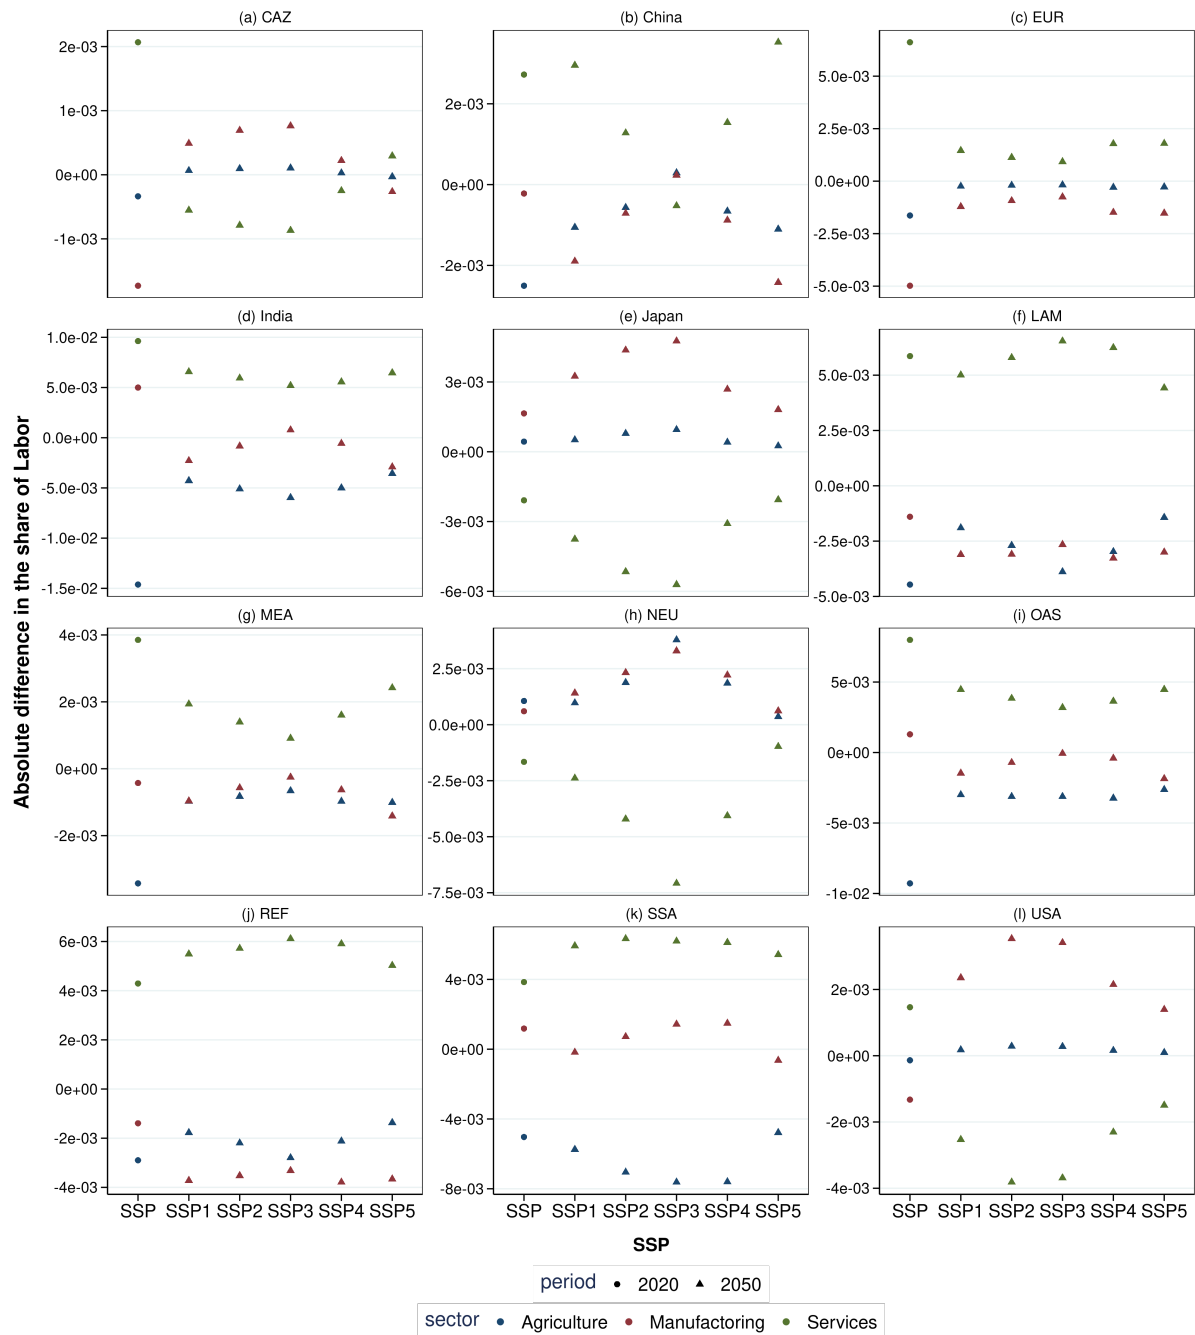 (a) CAZ
(b) China
(c) EUR
2e-03
1e-03
0e+00
-1e-03
2e-03
0e+00
-2e-03
5.0e-03
2.5e-03
0.0e+00
-2.5e-03
-5.0e-03
(d) India
(e) Japan
(f) LAM
1.0e-02
5.0e-03
0.0e+00
-5.0e-03
-1.0e-02
-1.5e-02
3e-03
0e+00
-3e-03
-6e-03
5.0e-03
2.5e-03
0.0e+00
-2.5e-03
-5.0e-03
Absolute difference in the share of Labor
(g) MEA
(h) NEU
(i) OAS
4e-03
2e-03
0e+00
-2e-03
2.5e-03
0.0e+00
-2.5e-03
-5.0e-03
-7.5e-03
5e-03
0e+00
-5e-03
-1e-02
(j) REF
(k) SSA
(l) USA
6e-03
4e-03
2e-03
0e+00
-2e-03
-4e-03
4e-03
0e+00
-4e-03
-8e-03
2e-03
0e+00
-2e-03
-4e-03
SSP SSP1 SSP2 SSP3 SSP4 SSP5
SSP SSP1 SSP2 SSP3 SSP4 SSP5
SSP SSP1 SSP2 SSP3 SSP4 SSP5
SSP
period 2020 2050
sector Agriculture Manufactoring Services